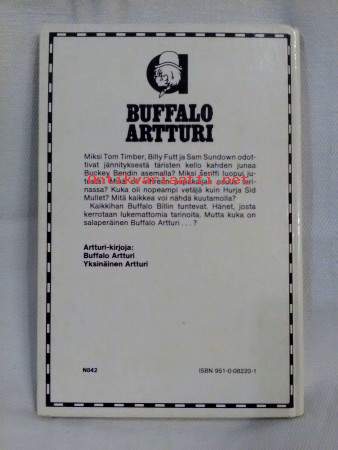 BUFFALO
ARTTURI
Miksi Tom Timber, Billy Futt ja Sam Sundown odot-
tivat jännityksestä täristen kello kahden junaa
Buckey Bendin asemalla? Miksi šeriffi luopui
nassa? Kuka oli nopeampi vetäjä kuin Hurja Sid
Mullet? Mitä kaikkea voi nähdä kuutamolla?
Kaikkihan Buffalo Billin tuntevat. Hänet, josta
kerrotaan lukemattomia tarinoita. Mutta kuka on
salaperäinen Buffalo Artturi . . . ?
Artturi-kirjoja:
Buffalo Artturi
Yksinäinen Artturi
N042
ISBN 951-0-08220-1